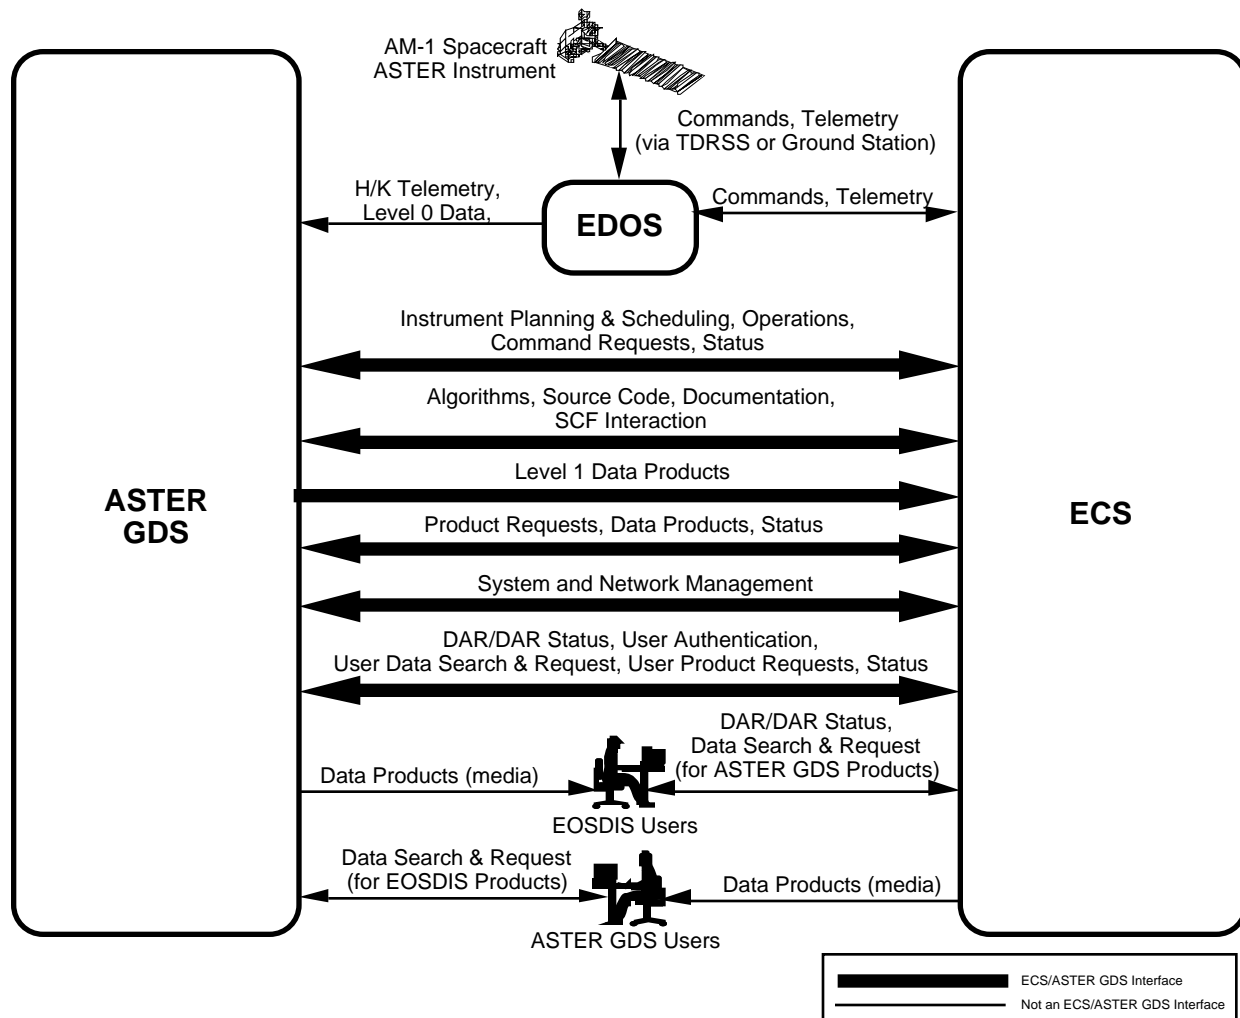 AM-1 Spacecraft
ASTER Instrument
Commands, Telemetry
(via TDRSS or Ground Station)
H/K Telemetry,
Level 0 Data,
EDOS
Commands, Telemetry
Instrument Planning & Scheduling, Operations,
Command Requests, Status
Algorithms, Source Code, Documentation,
SCF Interaction
Level 1 Data Products
ASTER
GDS
ECS
Product Requests, Data Products, Status
System and Network Management
DAR/DAR Status, User Authentication,
User Data Search & Request, User Product Requests, Status
DAR/DAR Status,
Data Search & Request
(for ASTER GDS Products)
Data Products (media)
EOSDIS Users
Data Search & Request
(for EOSDIS Products)
Data Products (media)
ASTER GDS Users
ECS/ASTER GDS Interface
Not an ECS/ASTER GDS Interface